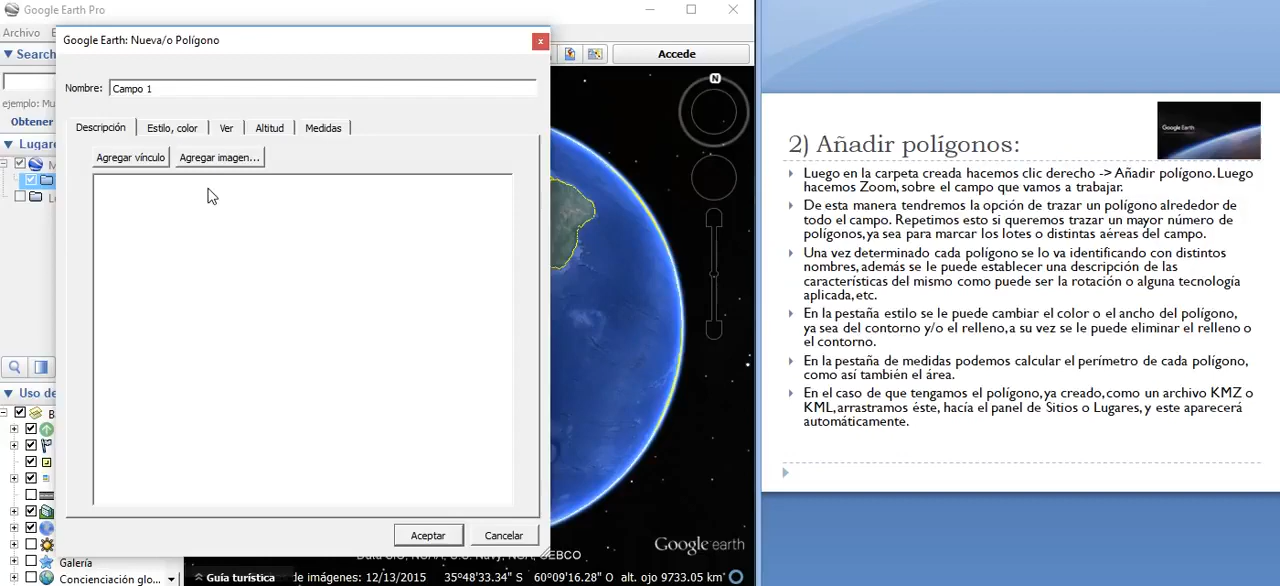 Google Earth Pro
Archivo
Search
ejemplo: Mu
Obtener
Lugare
M
L
Uso de
B
Galería
Concienciación glo...
Google Earth: Nueva/o Polígono
x
Nombre: Campo 1
Descripción Estilo, color Ver Altitud Medidas
Agregar vínculo Agregar imagen...
Aceptar Cancelar
Accede
N
Google earth
Guía turística
de imágenes: 12/13/2015 35°48'33.34" S 60°09'16.28" O alt. ojo 9733.05 km
Google Earth
2) Añadir polígonos:
Luego en la carpeta creada hacemos clic derecho -> Añadir polígono. Luego
hacemos Zoom, sobre el campo que vamos a trabajar.
De esta manera tendremos la opción de trazar un polígono alrededor de
todo el campo. Repetimos esto si queremos trazar un mayor número de
polígonos, ya sea para marcar los lotes o distintas aéreas del campo.
Una vez determinado cada polígono se lo va identificando con distintos
nombres, además se le puede establecer una descripción de las
características del mismo como puede ser la rotación o alguna tecnología
aplicada, etc.
En la pestaña estilo se le puede cambiar el color o el ancho del polígono,
ya sea del contorno y/o el relleno, a su vez se le puede eliminar el relleno o
el contorno.
En la pestaña de medidas podemos calcular el perímetro de cada polígono,
como así también el área.
En el caso de que tengamos el polígono, ya creado, como un archivo KMZ o
KML, arrastramos éste, hacía el panel de Sitios o Lugares, y este aparecerá
automáticamente.